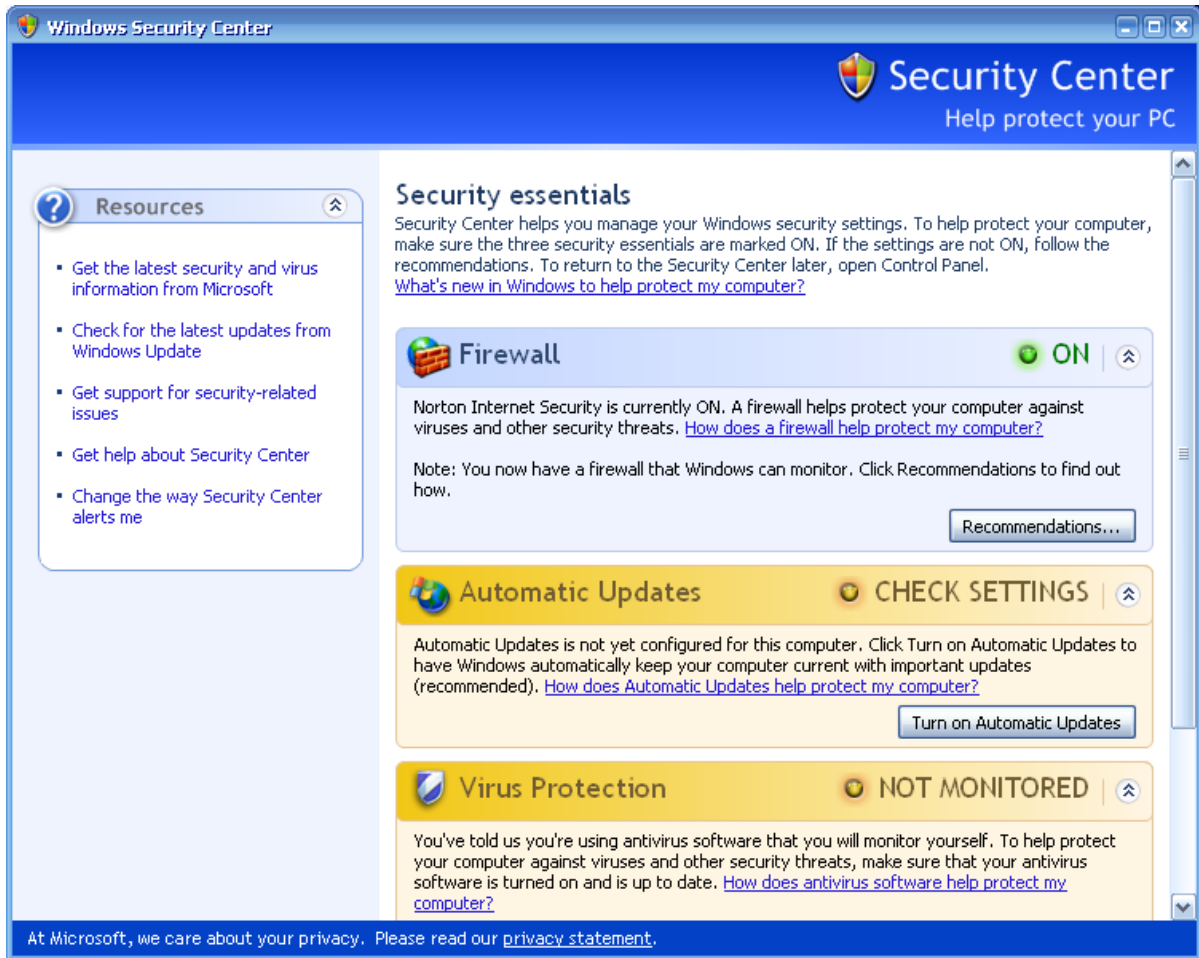 Windows Security Center
Security Center
Help protect your PC
Resources
Get the latest security and virus
information from Microsoft
Check for the latest updates from
Windows Update
Get support for security-related
issues
Get help about Security Center
Change the way Security Center
alerts me
Security essentials
Security Center helps you manage your Windows security settings. To help protect your computer,
make sure the three security essentials are marked ON. If the settings are not ON, follow the
recommendations. To return to the Security Center later, open Control Panel.
What's new in Windows to help protect my computer?
Firewall ON
Norton Internet Security is currently ON. A firewall helps protect your computer against
viruses and other security threats. How does a firewall help protect my computer?
Note: You now have a firewall that Windows can monitor. Click Recommendations to find out
how.
Recommendations...
Automatic Updates CHECK SETTINGS
Automatic Updates is not yet configured for this computer. Click Turn on Automatic Updates to
have Windows automatically keep your computer current with important updates
(recommended). How does Automatic Updates help protect my computer?
Turn on Automatic Updates
Virus Protection NOT MONITORED
You've told us you're using antivirus software that you will monitor yourself. To help protect
your computer against viruses and other security threats, make sure that your antivirus
software is turned on and is up to date. How does antivirus software help protect my
computer?
At Microsoft, we care about your privacy. Please read our privacy statement.